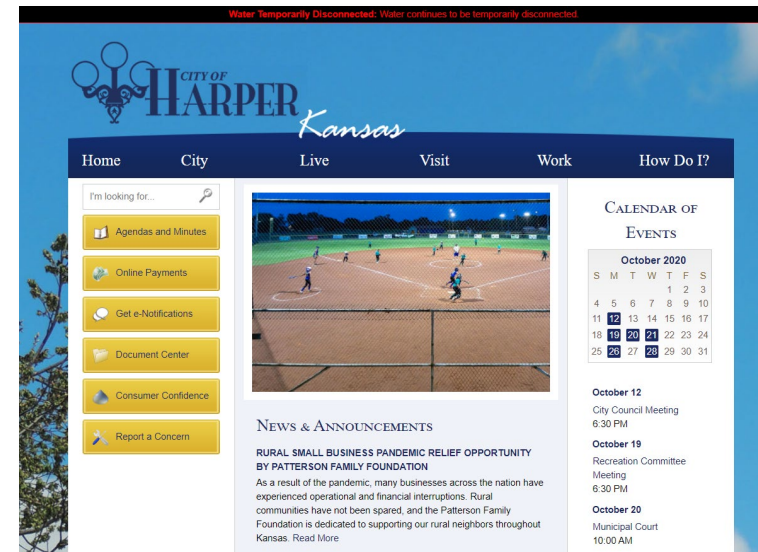 Water Temporarily Disconnected: Water continues to be temporarily disconnected.
CITY OF
HARPER
Kansas
Home City Live Visit Work How Do I?
I'm looking for...
Agendas and Minutes
Online Payments
Get e-Notifications
Document Center
Consumer Confidence
Report a Concern
NEWS & ANNOUNCEMENTS
RURAL SMALL BUSINESS PANDEMIC RELIEF OPPORTUNITY
BY PATTERSON FAMILY FOUNDATION
As a result of the pandemic, many businesses across the nation have
experienced operational and financial interruptions. Rural
communities have not been spared, and the Patterson Family
Foundation is dedicated to supporting our rural neighbors throughout
Kansas. Read More
CALENDAR OF
EVENTS
October 2020
S M T W T F S
1 2 3
4 5 6 7 8 9 10
11 12 13 14 15 16 17
18 19 20 21 22 23 24
25 26 27 28 29 30 31
October 12
City Council Meeting
6:30 PM
October 19
Recreation Committee
Meeting
6:30 PM
October 20
Municipal Court
10:00 AM